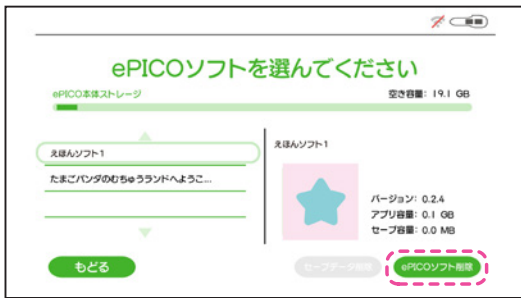 ePICOソフトを選んでください
ePICO本体ストレージ
空き容量: 19.1 GB
えほんソフト1
たまごパンダのむちゅうランドへようこ...
えほんソフト1
バージョン: 0.2.4
アプリ容量: 0.1 GB
セーブ容量: 0.0 MB
もどる
セーブデータ削除
ePICOソフト削除